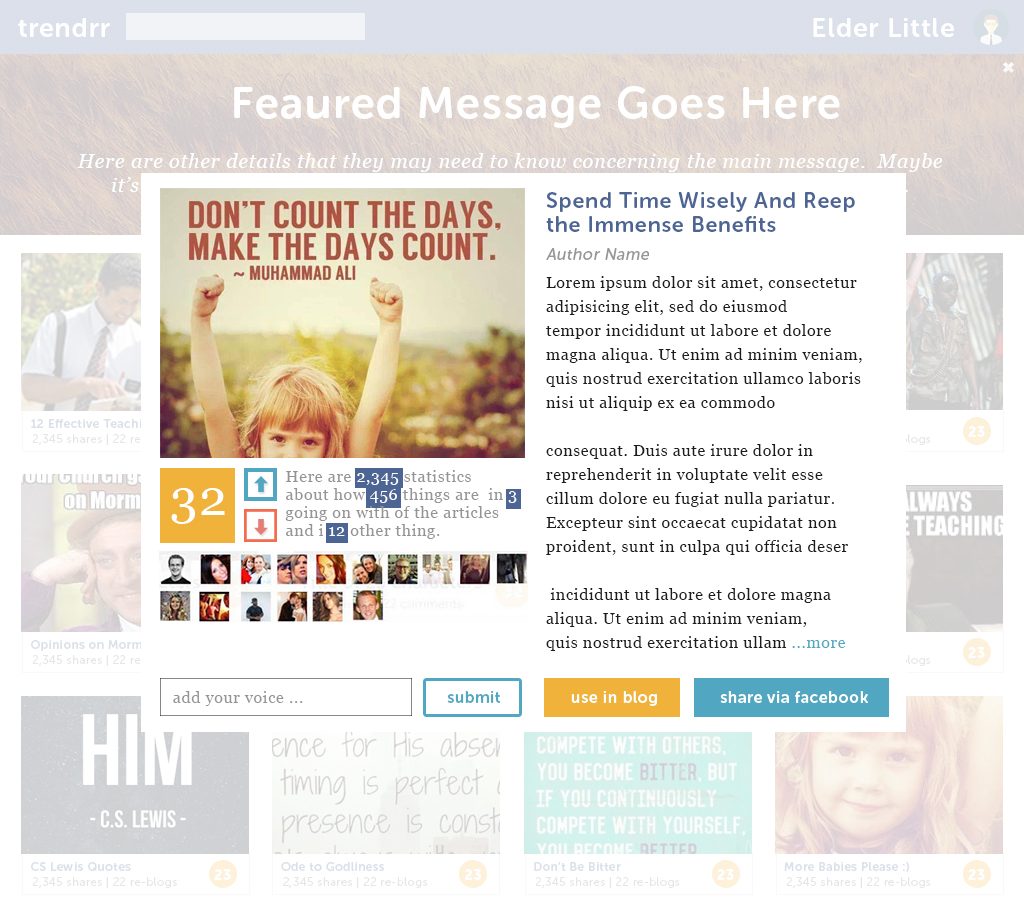 trendrr
Elder Little
Feaured Message Goes Here
Here are other details that they may need to know concerning the main message. Maybe
it's
DON'T COUNT THE DAYS,
MAKE THE DAYS COUNT.
~ MUHAMMAD ALI
Spend Time Wisely And Reep
the Immense Benefits
Author Name
Lorem ipsum dolor sit amet, consectetur
adipisicing elit, sed do eiusmod
tempor incididunt ut labore et dolore
magna aliqua. Ut enim ad minim veniam,
quis nostrud exercitation ullamco laboris
nisi ut aliquip ex ea commodo
consequat. Duis aute irure dolor in
reprehenderit in voluptate velit esse
cillum dolore eu fugiat nulla pariatur.
Excepteur sint occaecat cupidatat non
proident, sunt in culpa qui officia deser
incididunt ut labore et dolore magna
aliqua. Ut enim ad minim veniam,
quis nostrud exercitation ullam ...more
32
Here are 2,345 statistics
about how 456 things are in 3
going on with of the articles
and i 12 other thing.
22 comments
add your voice ...
submit
use in blog
share via facebook
12 Effective Teachi
2,345 shares | 22 re
blogs
23
on Mormo
ALWAYS
E TEACHING
Opinions on Morm
2,345 shares | 22 re
blogs
23
HIM
- C.S. LEWIS -
CS Lewis Quotes
2,345 shares | 22 re-blogs
23
ence for His absen
timing is perfect
presence is const
Ode to Godliness
2,345 shares | 22 re-blogs
23
COMPETE WITH OTHERS,
YOU BECOME BITTER, BUT
IF YOU CONTINUOUSLY
COMPETE WITH YOURSELF,
YOU BECOME BETTER
Don't Be Bitter
2,345 shares | 22 re-blogs
23
More Babies Please :)
2,345 shares | 22 re-blogs
23